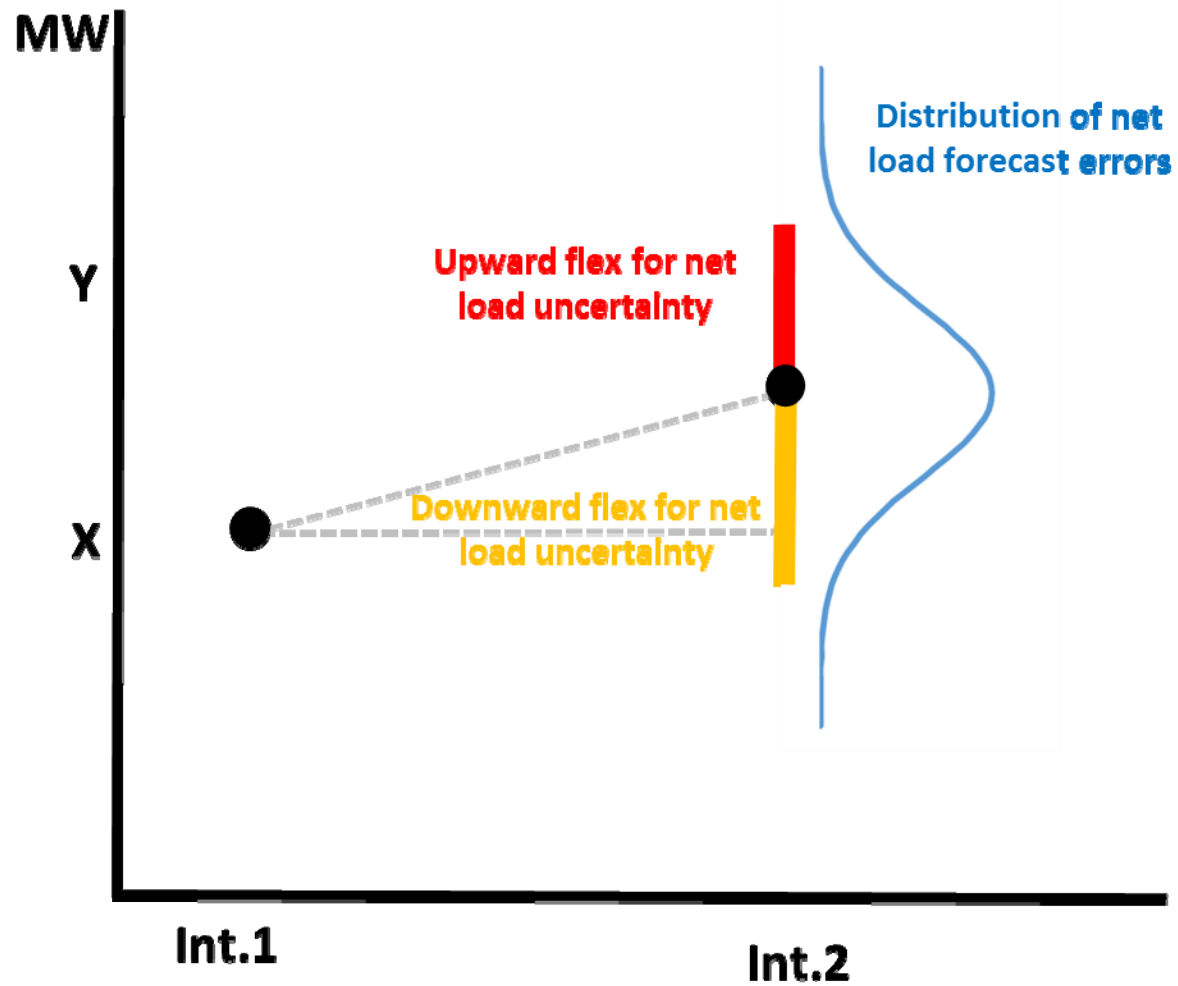 MW
Distribution of net
load forecast errors
Upward flex for net
load uncertainty
Y
Downward flex for net
load uncertainty
X
Int.1
Int.2